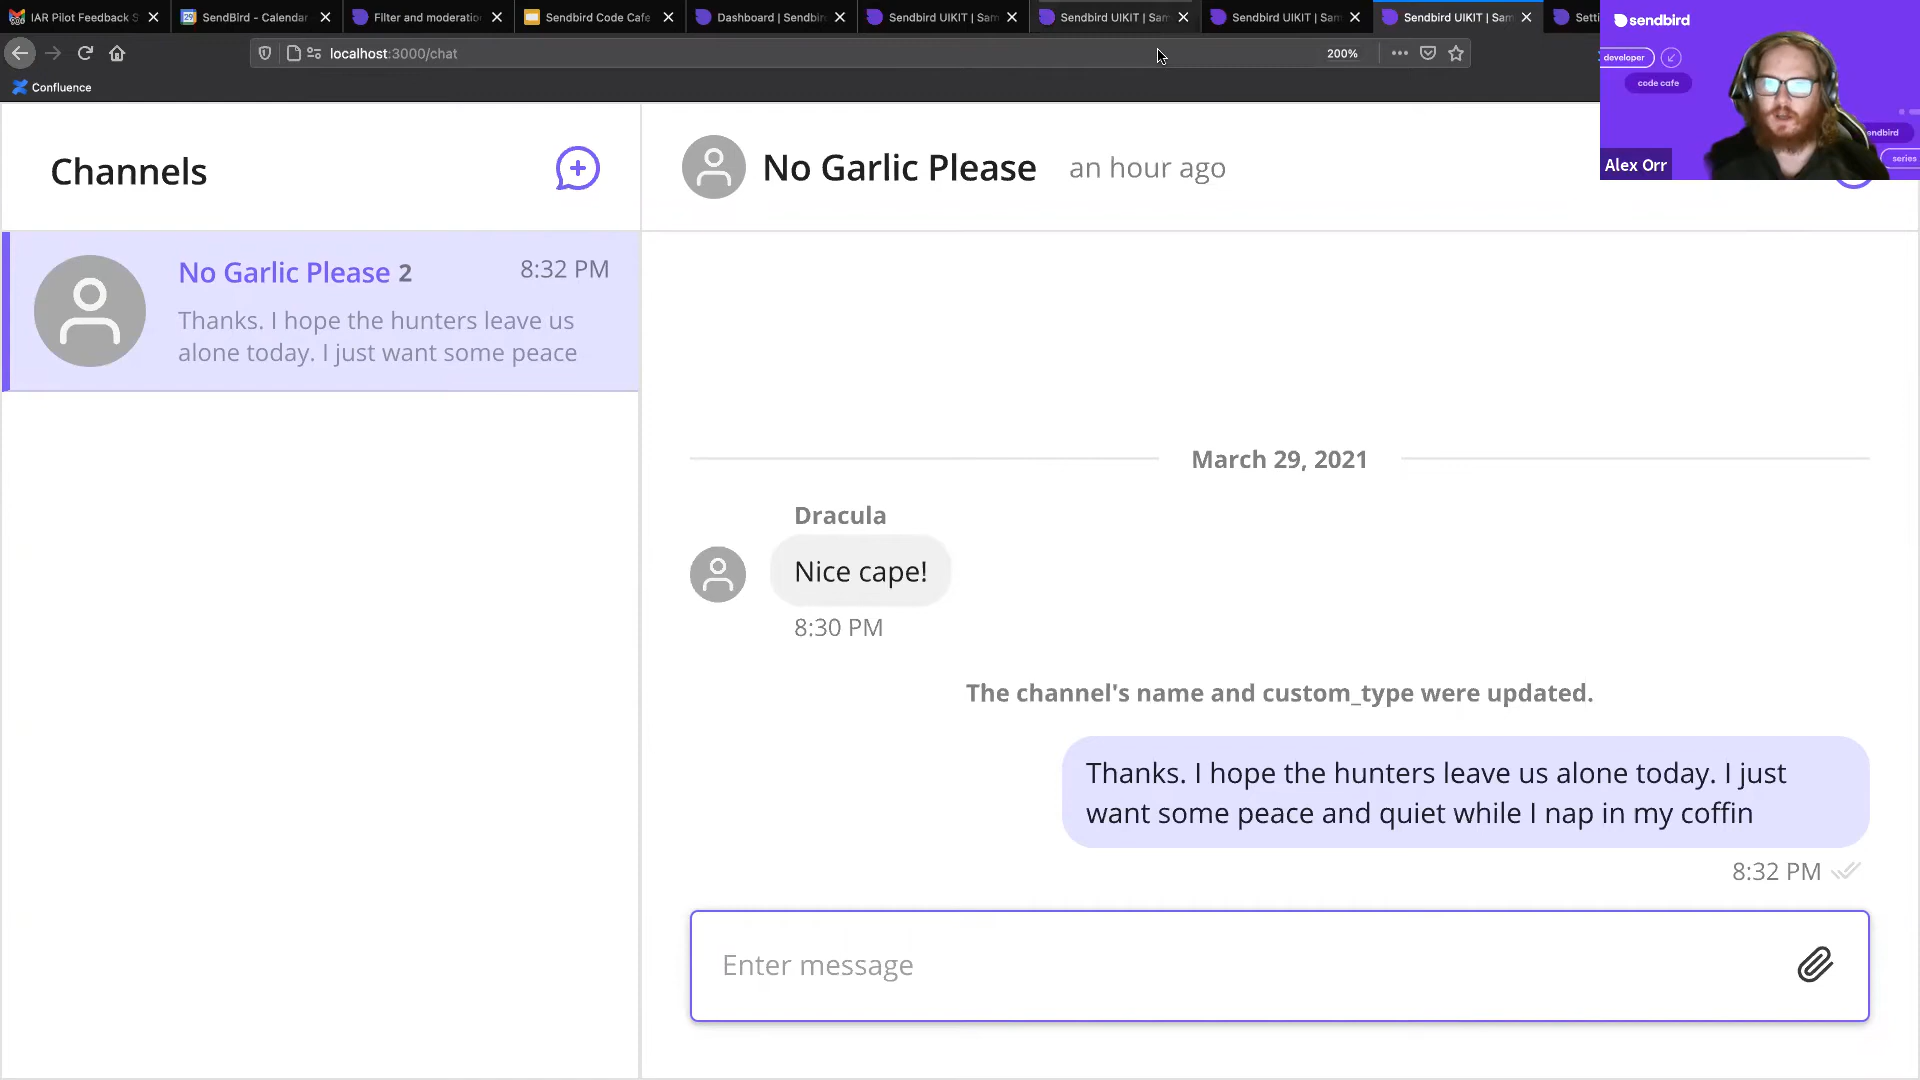 IAR Pilot Feedback S
SendBird - Calendar
Filter and moderatio
Sendbird Code Cafe
Dashboard | Sendbir
Sendbird UIKIT | Sam
Sendbird UIKIT | Sam
Sendbird UIKIT | Sam
Sendbird UIKIT | Sam
Setti
localhost:3000/chat
200%
Confluence
sendbird
developer
code cafe
endbird
series
Alex Orr
Channels
No Garlic Please 2
8:32 PM
Thanks. I hope the hunters leave us
alone today. I just want some peace
No Garlic Please an hour ago
March 29, 2021
Dracula
Nice cape!
8:30 PM
The channel's name and custom_type were updated.
Thanks. I hope the hunters leave us alone today. I just
want some peace and quiet while I nap in my coffin
8:32 PM
Enter message